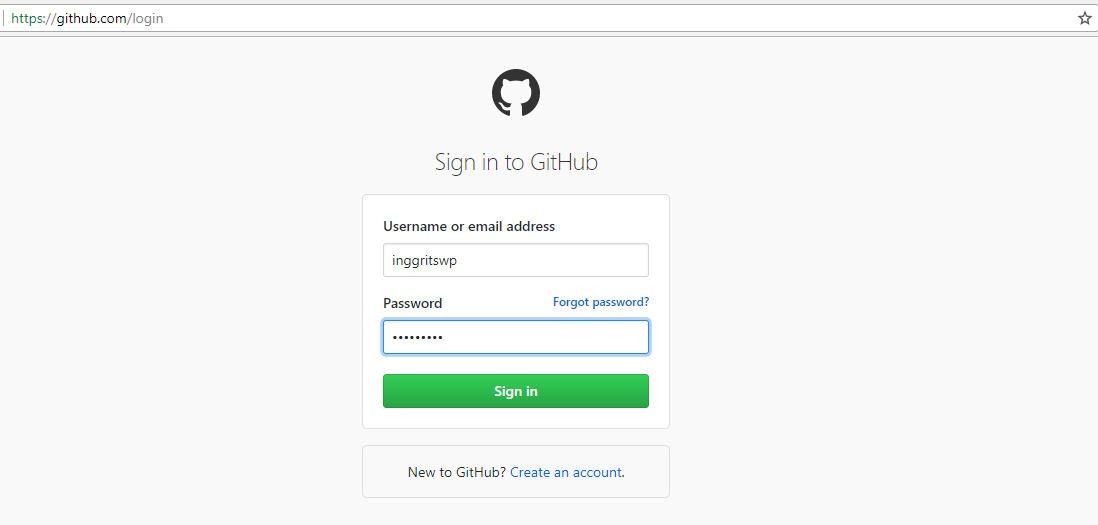 https://github.com/login
Sign in to GitHub
Username or email address
inggritswp
Password Forgot password?
•••••••••
Sign in
New to GitHub? Create an account.